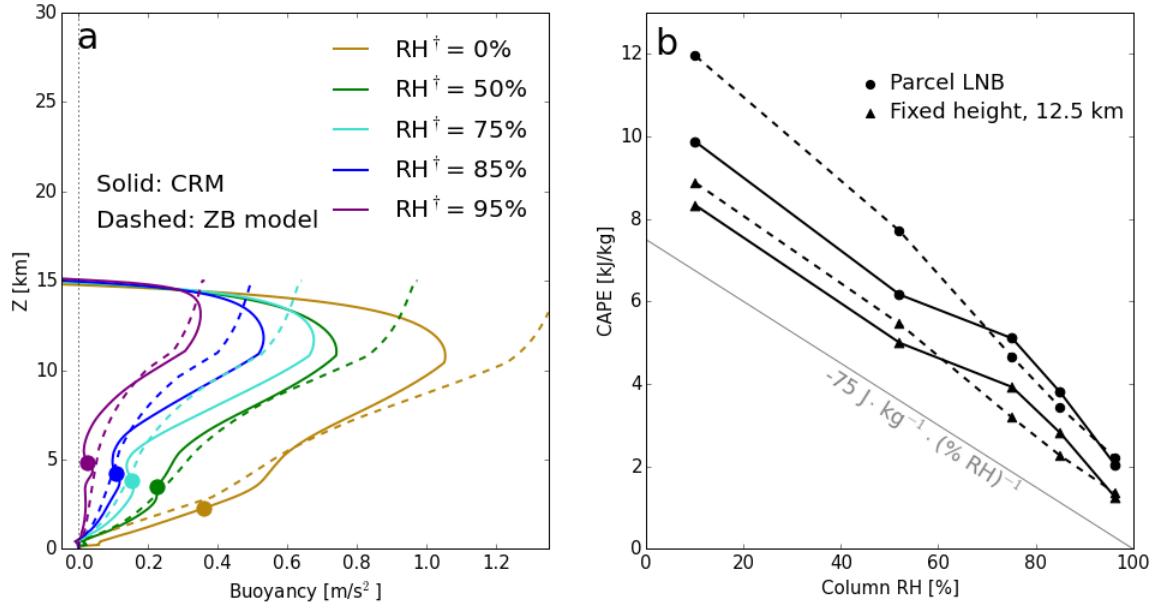 a
RH† = 0%
RH† = 50%
RH† = 75%
RH† = 85%
RH† = 95%
Solid: CRM
Dashed: ZB model
30
25
20
15
10
5
0
Z [km]
0.0 0.2 0.4 0.6 0.8 1.0 1.2
Buoyancy [m/s² ]
b
Parcel LNB
Fixed height, 12.5 km
-75 J· kg⁻¹· (% RH)⁻¹
12
10
8
6
4
2
0
CAPE [kJ/kg]
0 20 40 60 80 100
Column RH [%]